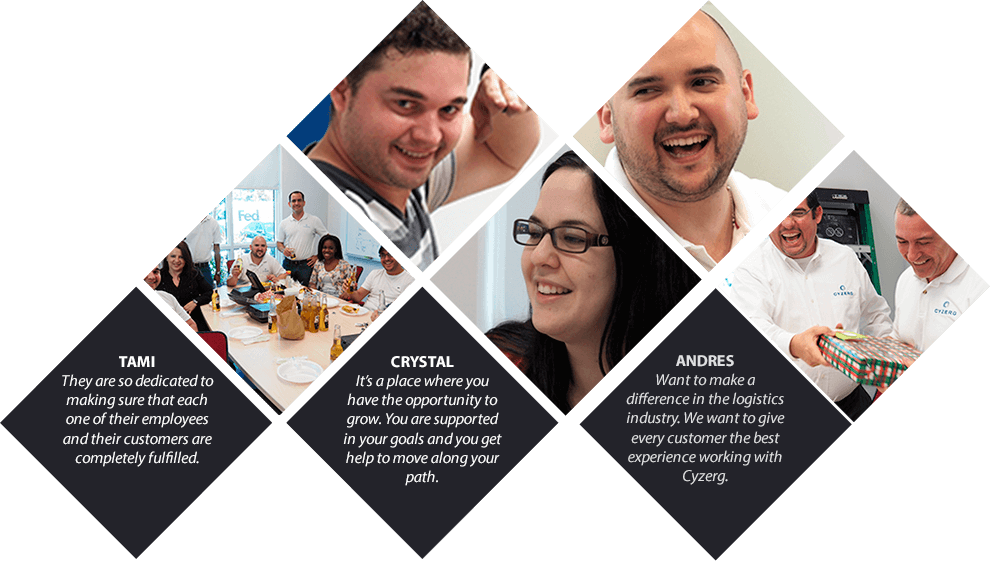 Fed
CYZERG
CYZERG
TAMI
They are so dedicated to
making sure that each
one of their employees
and their customers are
completely fulfilled.
CRYSTAL
It's a place where you
have the opportunity to
grow. You are supported
in your goals and you get
help to move along your
path.
ANDRES
Want to make a
difference in the logistics
industry. We want to give
every customer the best
experience working with
Cyzerg.